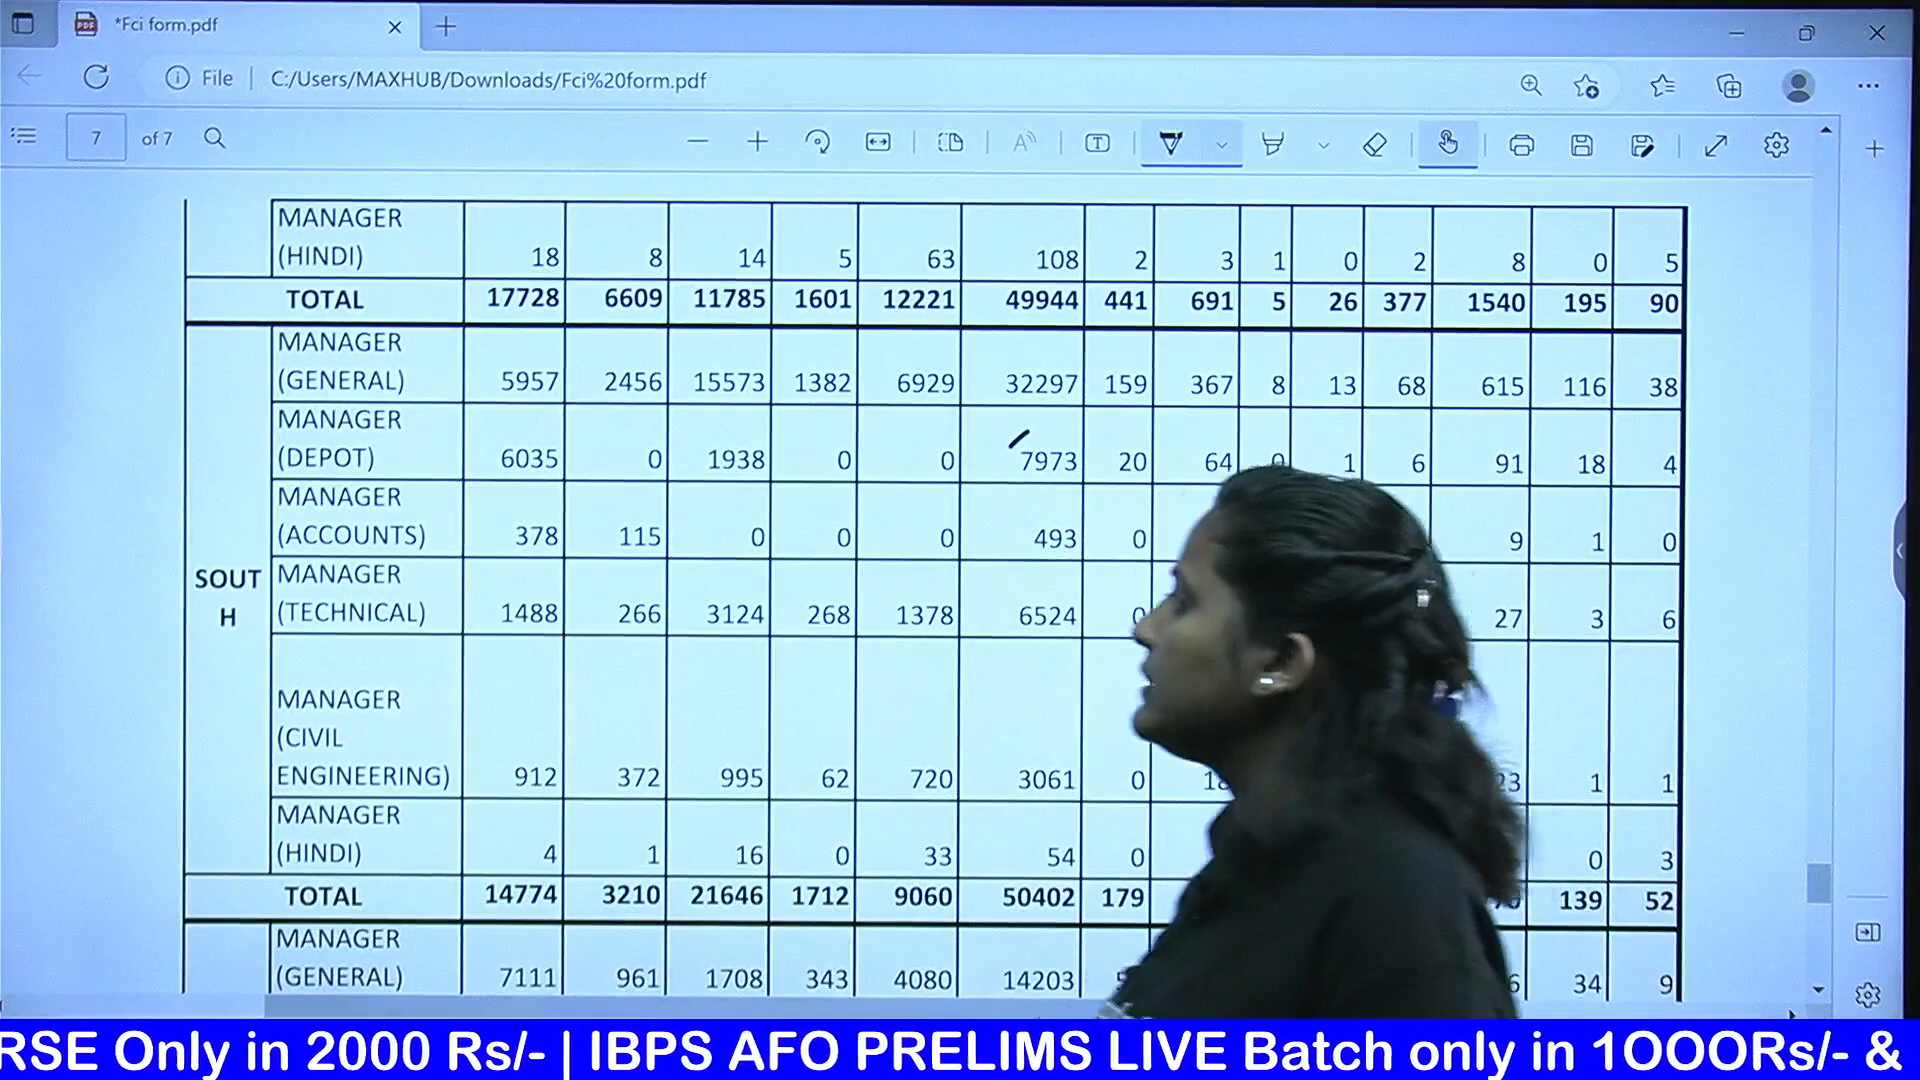 *Fci form.pdf
File | C:/Users/MAXHUB/Downloads/Fci%20form.pdf
7 of 7
MANAGER
(HINDI) 18 8 14 5 63 108 2 3 1 0 2 8 0 5
TOTAL 17728 6609 11785 1601 12221 49944 441 691 5 26 377 1540 195 90
MANAGER
(GENERAL) 5957 2456 15573 1382 6929 32297 159 367 8 13 68 615 116 38
MANAGER
(DEPOT) 6035 0 1938 0 0 7973 20 64 0 1 6 91 18 4
MANAGER
(ACCOUNTS) 378 115 0 0 0 493 0 9 1 0
SOUT
H
MANAGER
(TECHNICAL) 1488 266 3124 268 1378 6524 0 27 3 6
MANAGER
(CIVIL
ENGINEERING) 912 372 995 62 720 3061 0 1 1
MANAGER
(HINDI) 4 1 16 0 33 54 0 0 3
TOTAL 14774 3210 21646 1712 9060 50402 179 139 52
MANAGER
(GENERAL) 7111 961 1708 343 4080 14203 34 9
RSE Only in 2000 Rs/- | IBPS AFO PRELIMS LIVE Batch only in 1OOORs/- &